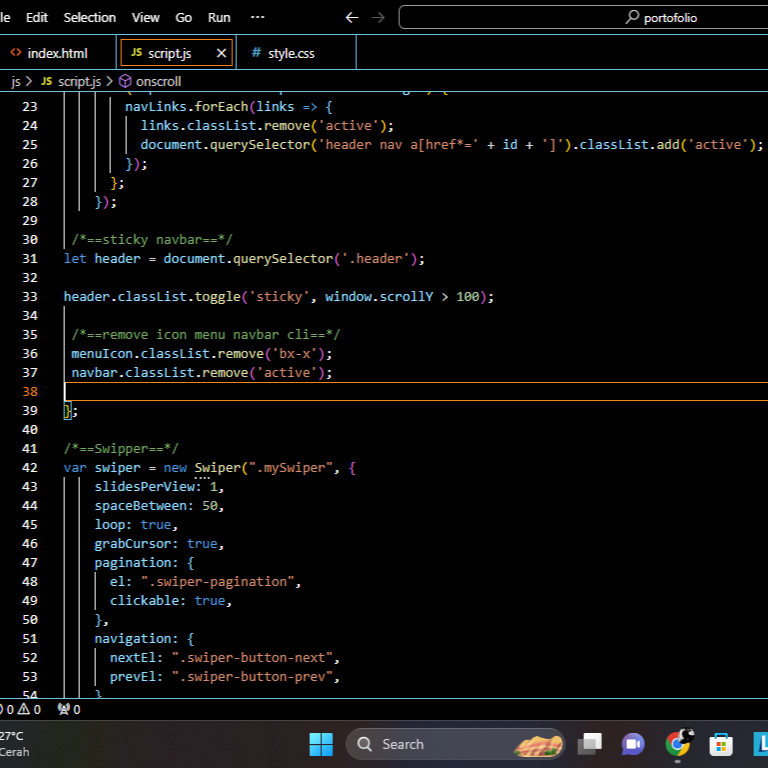 le Edit Selection View Go Run ··· portofolio
index.html JS script.js # style.css
js > JS script.js > onscroll
23 navLinks.forEach(links => {
24 links.classList.remove('active');
25 document.querySelector('header nav a[href*=' + id + ']').classList.add('active');
26 });
27 };
28 });
29
30 /*==sticky navbar==*/
31 let header = document.querySelector('.header');
32
33 header.classList.toggle('sticky', window.scrollY > 100);
34
35 /*==remove icon menu navbar cli==*/
36 menuIcon.classList.remove('bx-x');
37 navbar.classList.remove('active');
38
39 };
40
41 /*==Swipper==*/
42 var swiper = new Swiper(".mySwiper", {
43 slidesPerView: 1,
44 spaceBetween: 50,
45 loop: true,
46 grabCursor: true,
47 pagination: {
48 el: ".swiper-pagination",
49 clickable: true,
50 },
51 navigation: {
52 nextEl: ".swiper-button-next",
53 prevEl: ".swiper-button-prev",
54 }
0 0 0
27°C
Cerah
Search